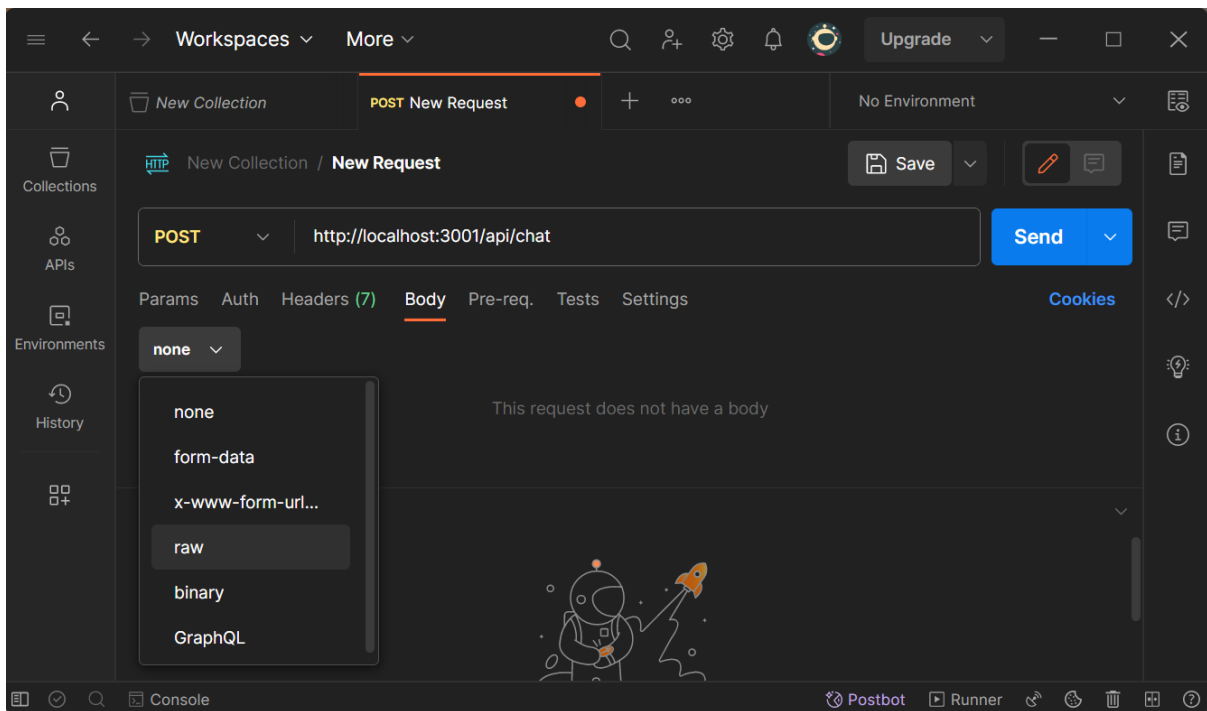 Workspaces More Upgrade
New Collection POST New Request No Environment
HTTP New Collection / New Request Save
Collections
POST http://localhost:3001/api/chat Send
APIs
Params Auth Headers (7) Body Pre-req. Tests Settings Cookies
Environments
none
This request does not have a body
History
none
form-data
x-www-form-url...
raw
binary
GraphQL
Console Postbot Runner